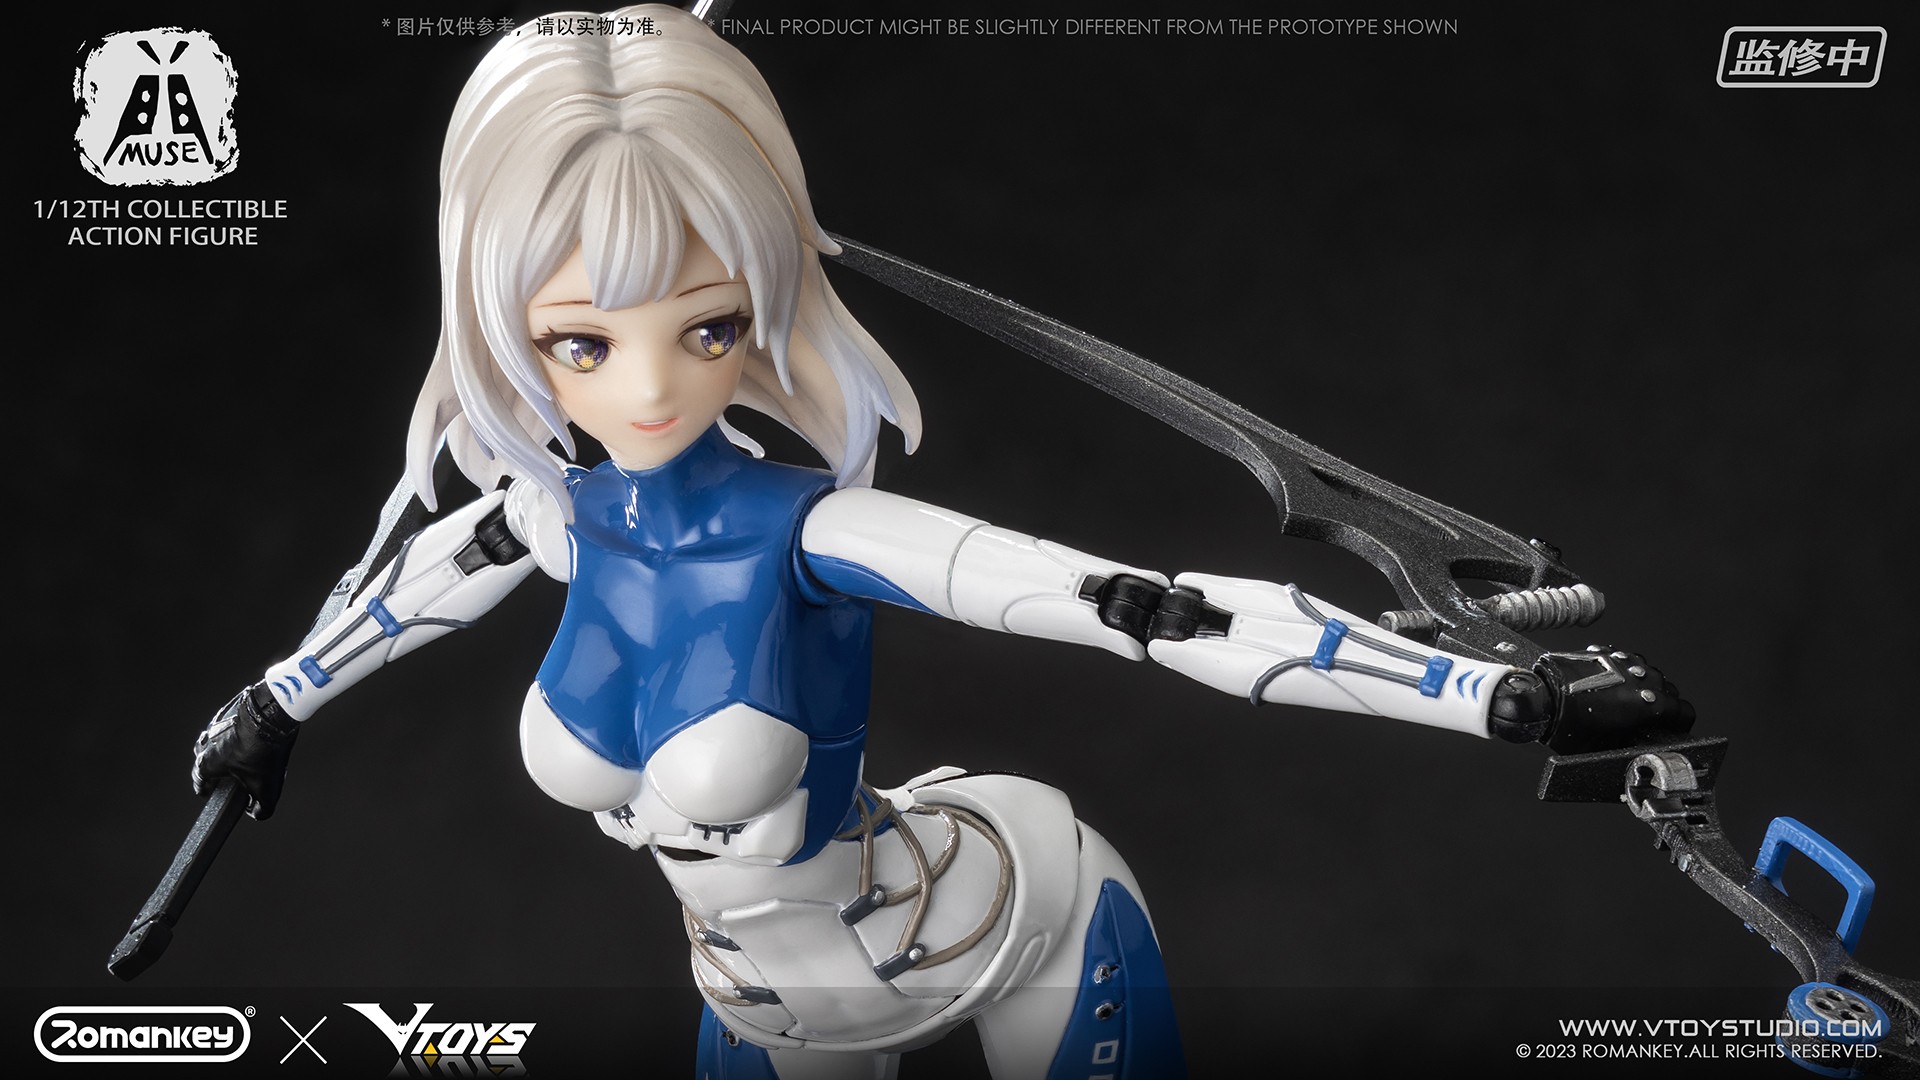 * 图片仅供参考，请以实物为准。 * FINAL PRODUCT MIGHT BE SLIGHTLY DIFFERENT FROM THE PROTOTYPE SHOWN
监修中
MUSE
1/12TH COLLECTIBLE
ACTION FIGURE
Romankey® X VTOYS
WWW.VTOYSTUDIO.COM
© 2023 ROMANKEY.ALL RIGHTS RESERVED.